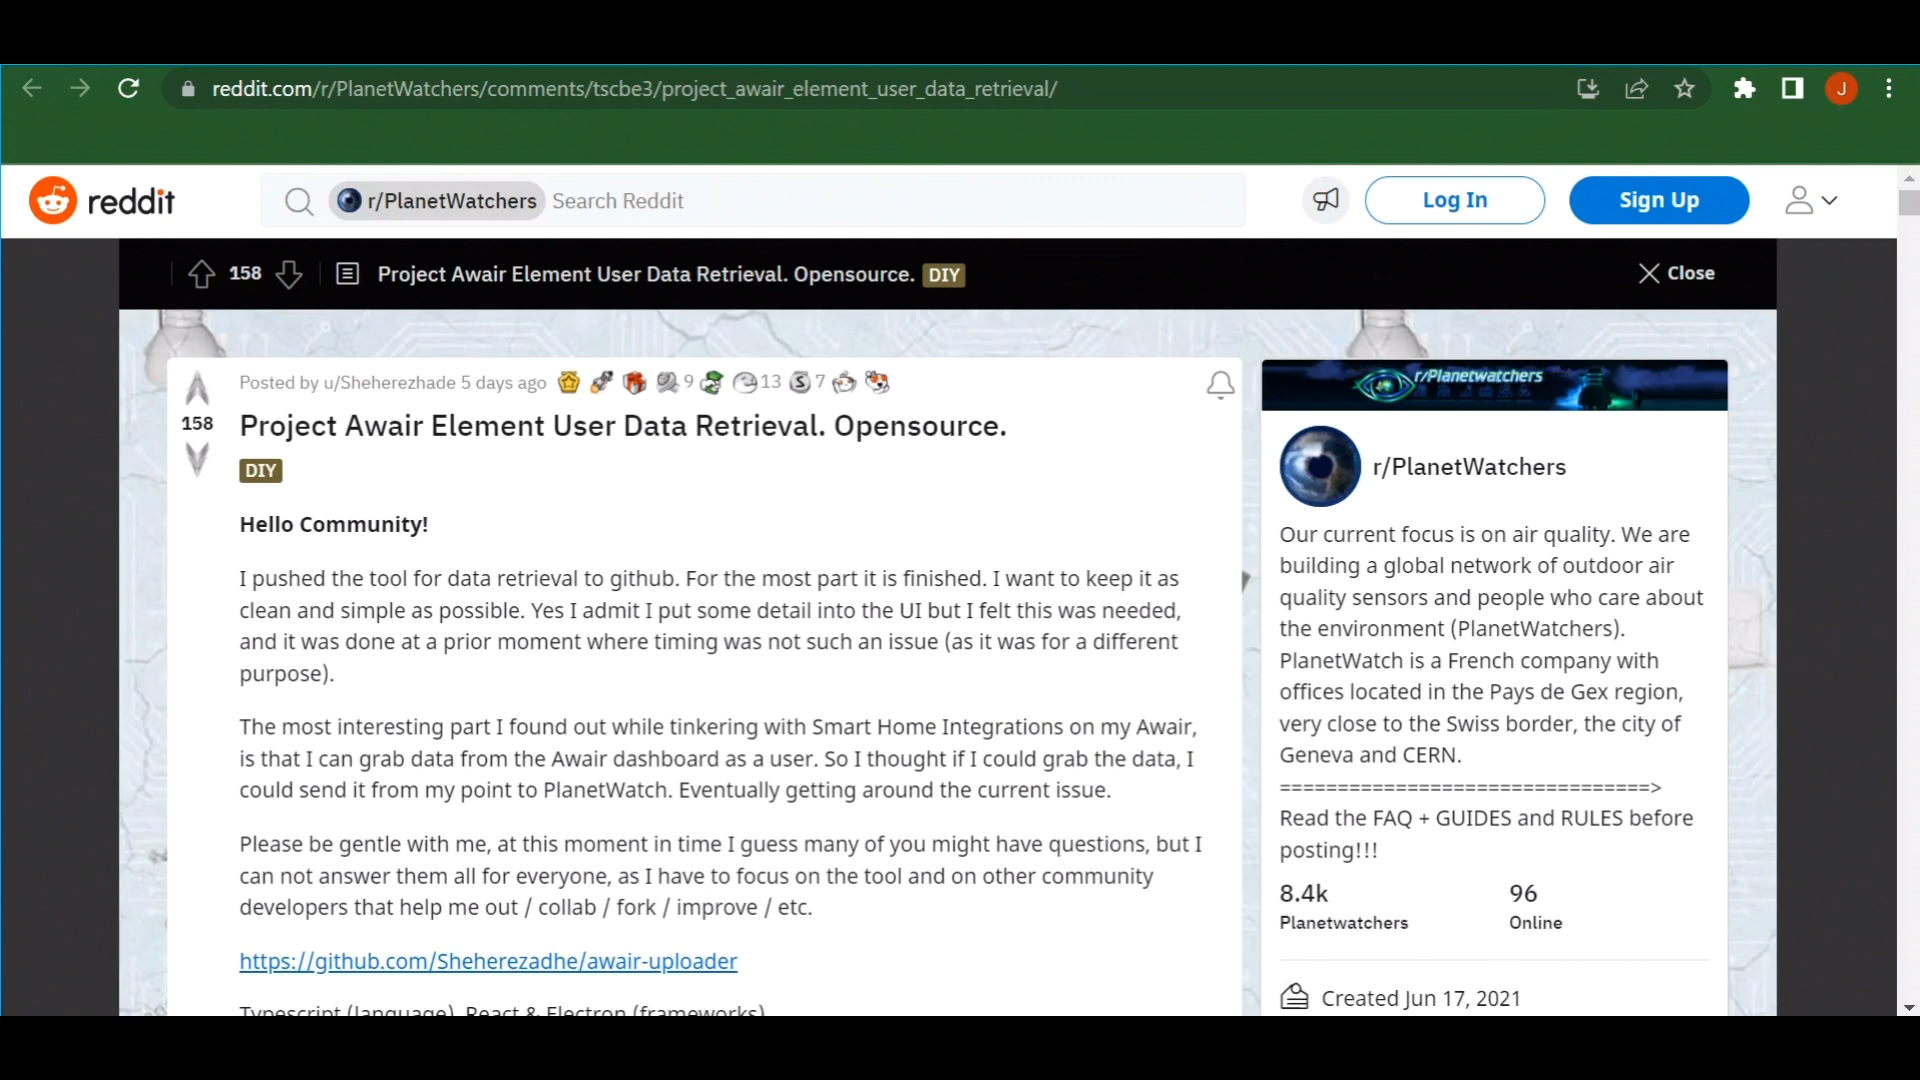 reddit.com/r/PlanetWatchers/comments/tscbe3/project_awair_element_user_data_retrieval/
J
reddit
r/PlanetWatchers
Search Reddit
Log In
Sign Up
158
Project Awair Element User Data Retrieval. Opensource.
DIY
Close
Posted by u/Sheherezhade 5 days ago
9
13
S 7
158
Project Awair Element User Data Retrieval. Opensource.
DIY
Hello Community!
I pushed the tool for data retrieval to github. For the most part it is finished. I want to keep it as
clean and simple as possible. Yes I admit I put some detail into the UI but I felt this was needed,
and it was done at a prior moment where timing was not such an issue (as it was for a different
purpose).
The most interesting part I found out while tinkering with Smart Home Integrations on my Awair,
is that I can grab data from the Awair dashboard as a user. So I thought if I could grab the data, I
could send it from my point to PlanetWatch. Eventually getting around the current issue.
Please be gentle with me, at this moment in time I guess many of you might have questions, but I
can not answer them all for everyone, as I have to focus on the tool and on other community
developers that help me out / collab / fork / improve / etc.
https://github.com/Sheherezadhe/awair-uploader
Typescript (language), React & Electron (frameworks)
r/Planetwatchers
r/PlanetWatchers
Our current focus is on air quality. We are
building a global network of outdoor air
quality sensors and people who care about
the environment (PlanetWatchers).
PlanetWatch is a French company with
offices located in the Pays de Gex region,
very close to the Swiss border, the city of
Geneva and CERN.
================================>
Read the FAQ + GUIDES and RULES before
posting!!!
8.4k
Planetwatchers
96
Online
Created Jun 17, 2021